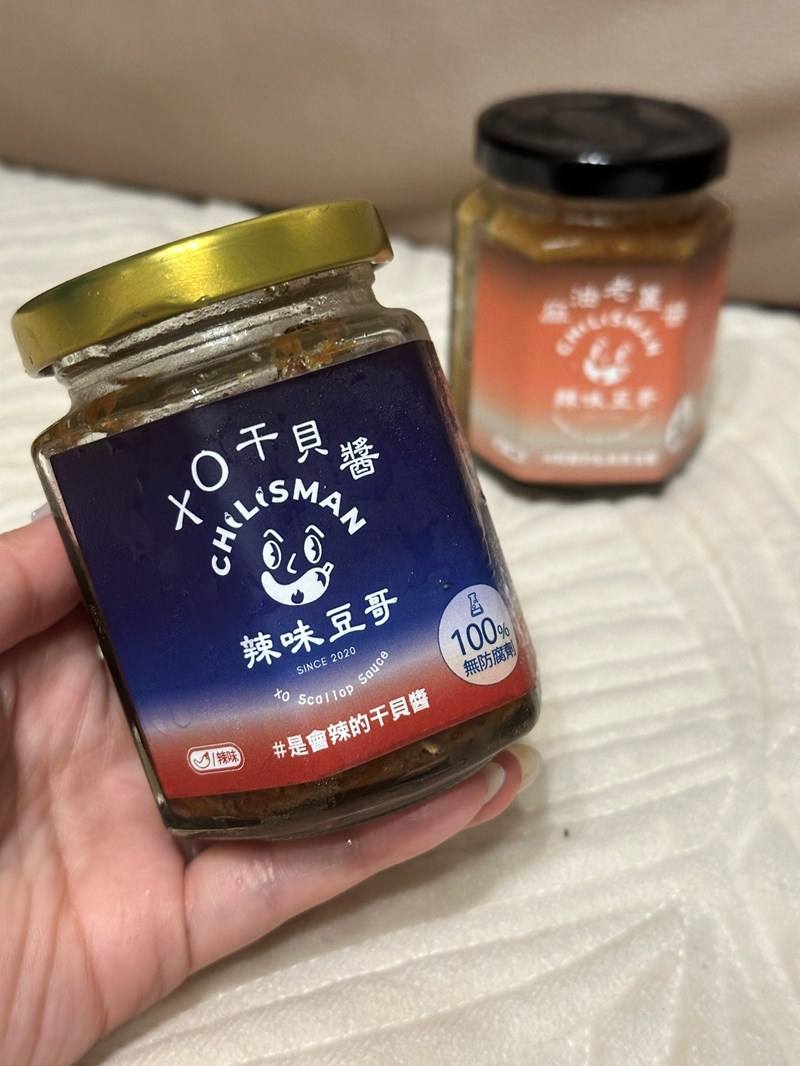 XO干貝醬
CHILISMAN
辣味豆哥
SINCE 2020
XO Scallop Sauce
100%
無防腐劑
辣味
#是會辣的干貝醬
麻油老薑醬
CHILISMAN
辣味豆哥